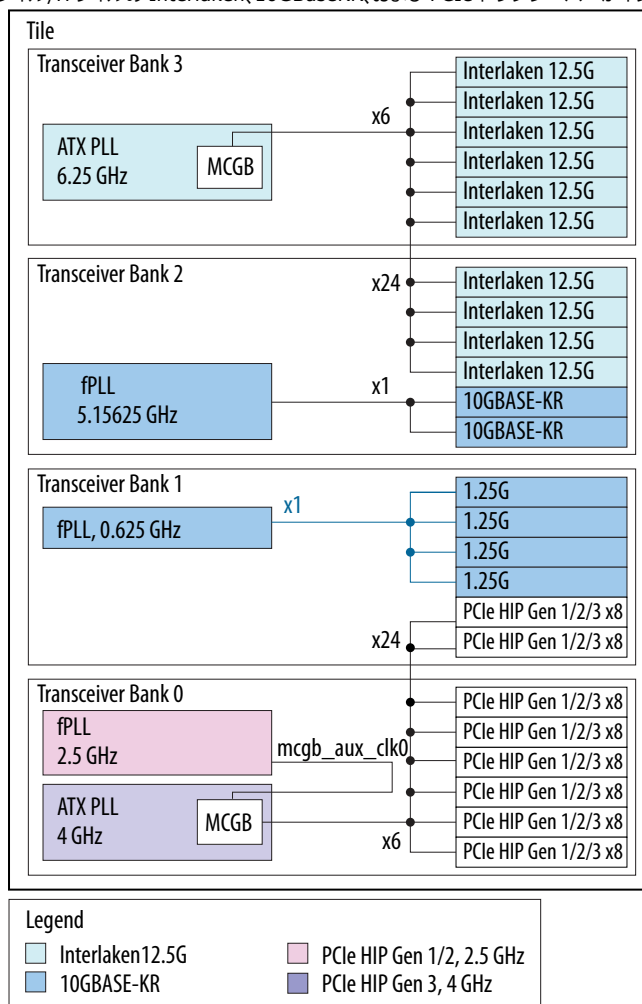 Tile
Transceiver Bank 3
ATX PLL
6.25 GHz
MCGB
x6
Interlaken 12.5G
Interlaken 12.5G
Interlaken 12.5G
Interlaken 12.5G
Interlaken 12.5G
Interlaken 12.5G
Transceiver Bank 2
x24
Interlaken 12.5G
Interlaken 12.5G
Interlaken 12.5G
Interlaken 12.5G
fPLL
5.15625 GHz
x1
10GBASE-KR
10GBASE-KR
Transceiver Bank 1
fPLL, 0.625 GHz
x1
1.25G
1.25G
1.25G
1.25G
PCIe HIP Gen 1/2/3 x8
PCIe HIP Gen 1/2/3 x8
x24
Transceiver Bank 0
fPLL
2.5 GHz
mcgb_aux_clk0
ATX PLL
4 GHz
MCGB
x6
PCIe HIP Gen 1/2/3 x8
PCIe HIP Gen 1/2/3 x8
PCIe HIP Gen 1/2/3 x8
PCIe HIP Gen 1/2/3 x8
PCIe HIP Gen 1/2/3 x8
PCIe HIP Gen 1/2/3 x8
Legend
Interlaken12.5G
PCIe HIP Gen 1/2, 2.5 GHz
10GBASE-KR
PCIe HIP Gen 3, 4 GHz